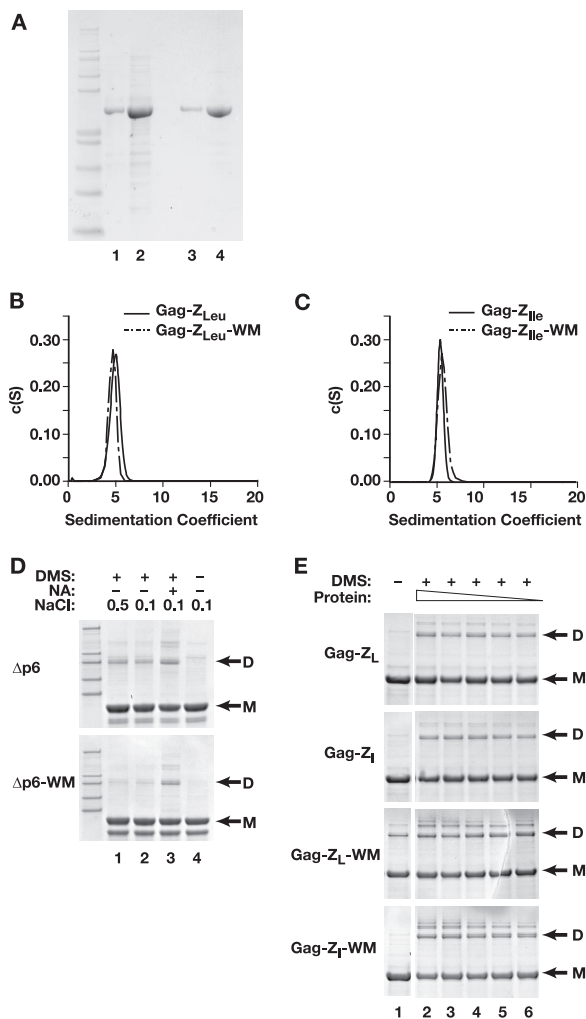 A
1 2 3 4
B
Gag-ZLeu
Gag-ZLeu-WM
c(S)
0.30
0.20
0.10
0.00
0 5 10 15 20
Sedimentation Coefficient
C
Gag-ZIle
Gag-ZIle-WM
c(S)
0.30
0.20
0.10
0.00
0 5 10 15 20
Sedimentation Coefficient
D
DMS: + + + −
NA: − − + −
NaCl: 0.5 0.1 0.1 0.1
Δp6
D
M
Δp6-WM
D
M
1 2 3 4
E
DMS: − + + + + +
Protein:
Gag-ZL
D
M
Gag-ZI
D
M
Gag-ZL-WM
D
M
Gag-ZI-WM
D
M
1 2 3 4 5 6